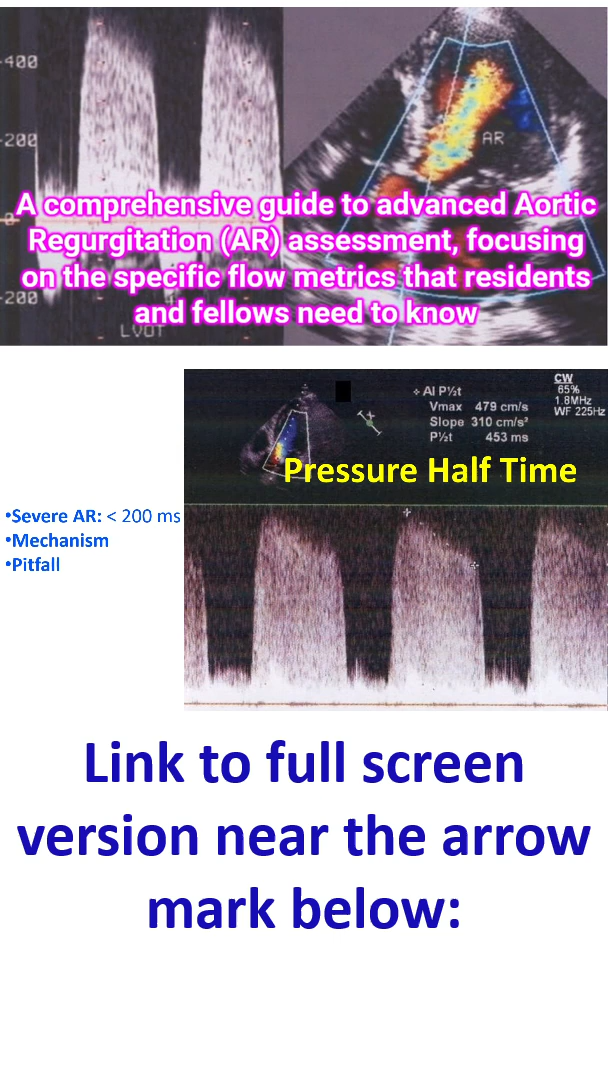 -400
-200
0
-200
AR
LVOT
A comprehensive guide to advanced Aortic
Regurgitation (AR) assessment, focusing
on the specific flow metrics that residents
and fellows need to know
AI P½t
Vmax 479 cm/s
Slope 310 cm/s²
P½t 453 ms
CW
65%
1.8MHz
WF 225Hz
Pressure Half Time
•Severe AR: < 200 ms
•Mechanism
•Pitfall
Link to full screen
version near the arrow
mark below: